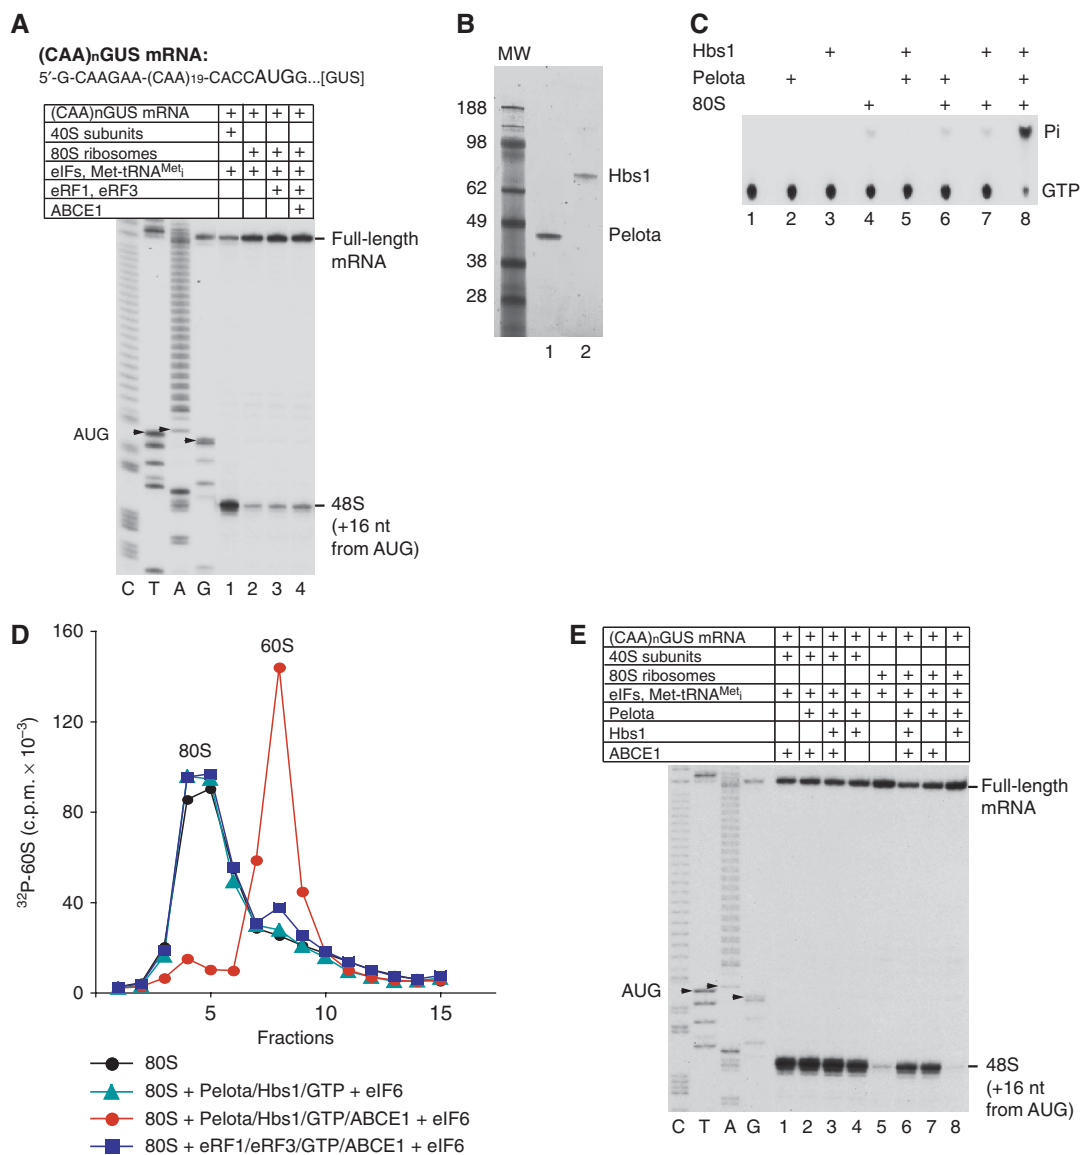 A
(CAA)nGUS mRNA:
5′-G-CAAGAA-(CAA)19-CACCAUGG...[GUS]
(CAA)nGUS mRNA + + + +
40S subunits +
80S ribosomes + + +
eIFs, Met-tRNAMeti + + + +
eRF1, eRF3 + +
ABCE1 +
Full-length
mRNA
AUG
48S
(+16 nt
from AUG)
C T A G 1 2 3 4
B
MW
188
98
62
49
38
28
Hbs1
Pelota
1 2
C
Hbs1 + + + +
Pelota + + + +
80S + + + +
Pi
GTP
1 2 3 4 5 6 7 8
D
160
120
80
40
0
32P-60S (c.p.m. × 10−3)
80S
60S
5 10 15
Fractions
80S
80S + Pelota/Hbs1/GTP + eIF6
80S + Pelota/Hbs1/GTP/ABCE1 + eIF6
80S + eRF1/eRF3/GTP/ABCE1 + eIF6
E
(CAA)nGUS mRNA + + + + + + + +
40S subunits + + + +
80S ribosomes + + + +
eIFs, Met-tRNAMeti + + + + + + + +
Pelota + + + + + +
Hbs1 + + + +
ABCE1 + + + + +
Full-length
mRNA
AUG
48S
(+16 nt
from AUG)
C T A G 1 2 3 4 5 6 7 8